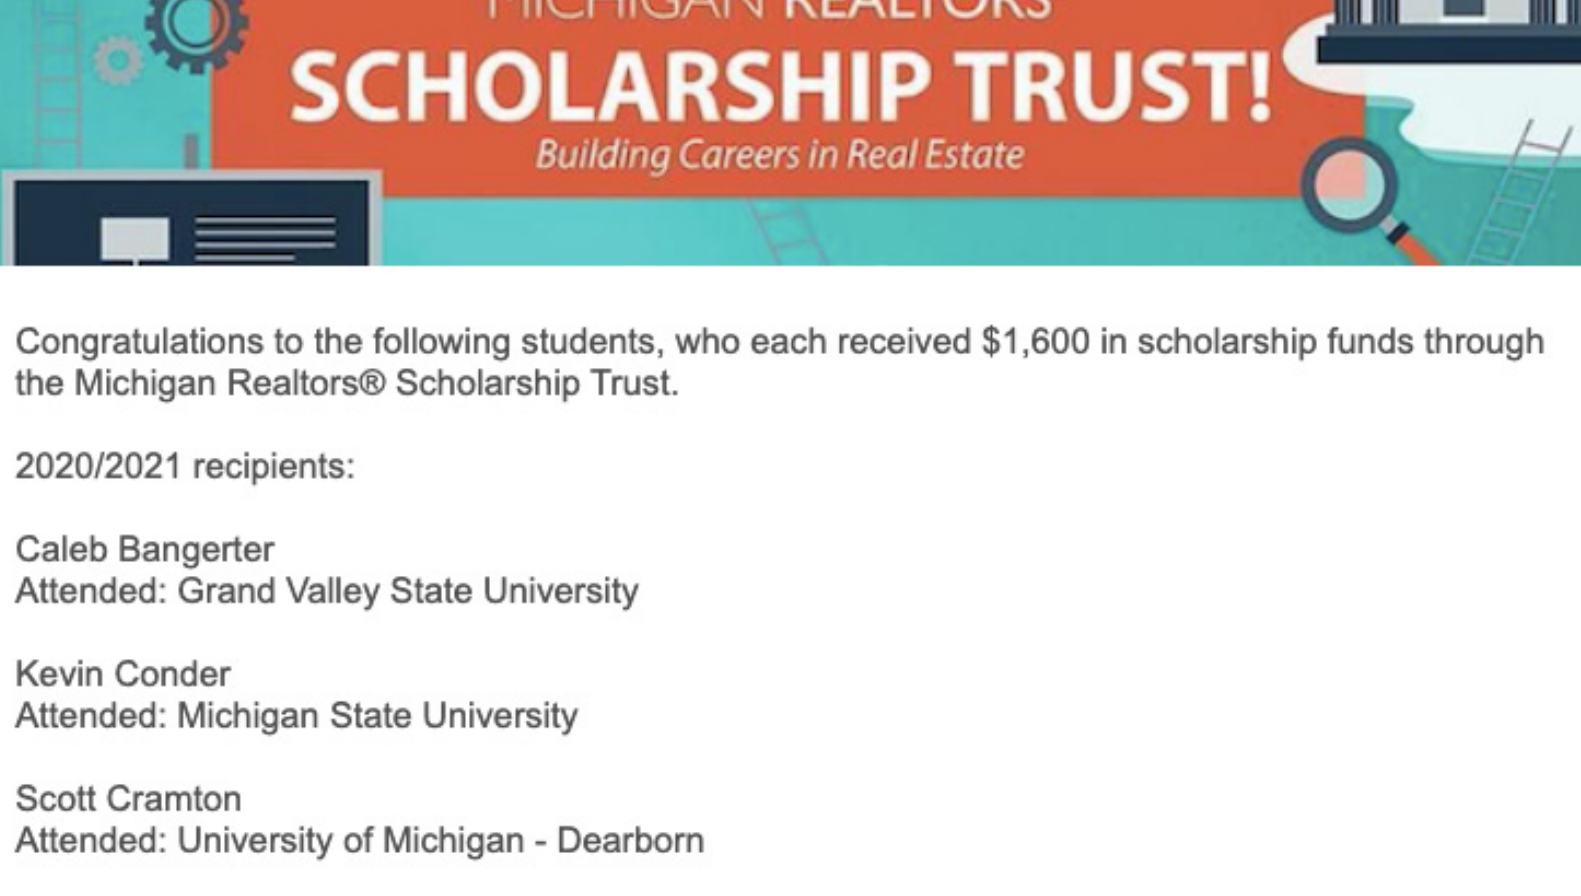 MICHIGAN REALTORS
SCHOLARSHIP TRUST!
Building Careers in Real Estate
Congratulations to the following students, who each received $1,600 in scholarship funds through
the Michigan Realtors® Scholarship Trust.
2020/2021 recipients:
Caleb Bangerter
Attended: Grand Valley State University
Kevin Conder
Attended: Michigan State University
Scott Cramton
Attended: University of Michigan - Dearborn